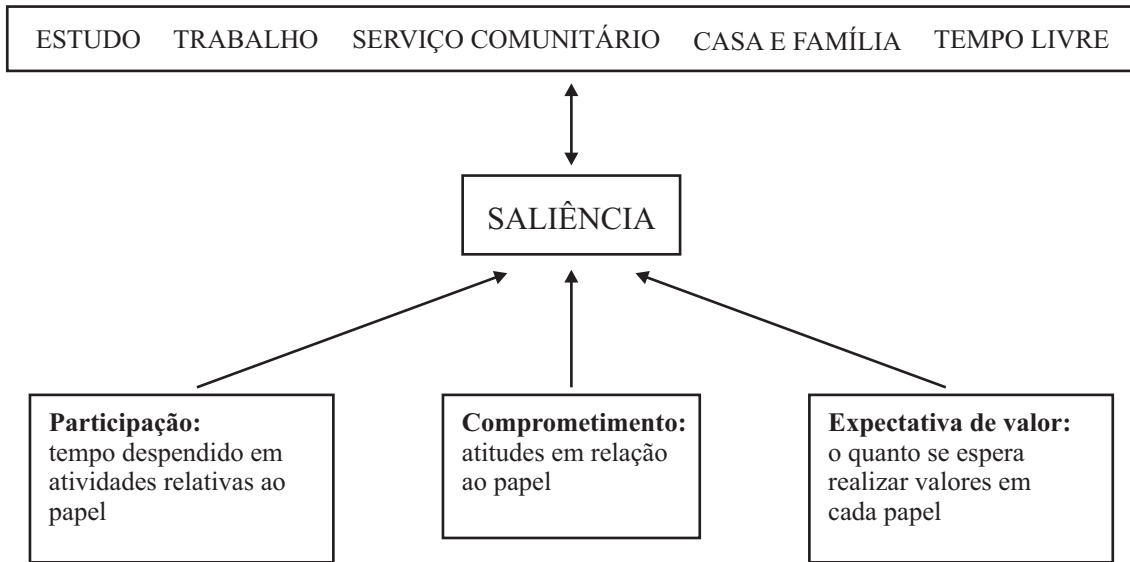 ESTUDO TRABALHO SERVIÇO COMUNITÁRIO CASA E FAMÍLIA TEMPO LIVRE
SALIÊNCIA
Participação:
tempo despendido em
atividades relativas ao
papel
Comprometimento:
atitudes em relação
ao papel
Expectativa de valor:
o quanto se espera
realizar valores em
cada papel